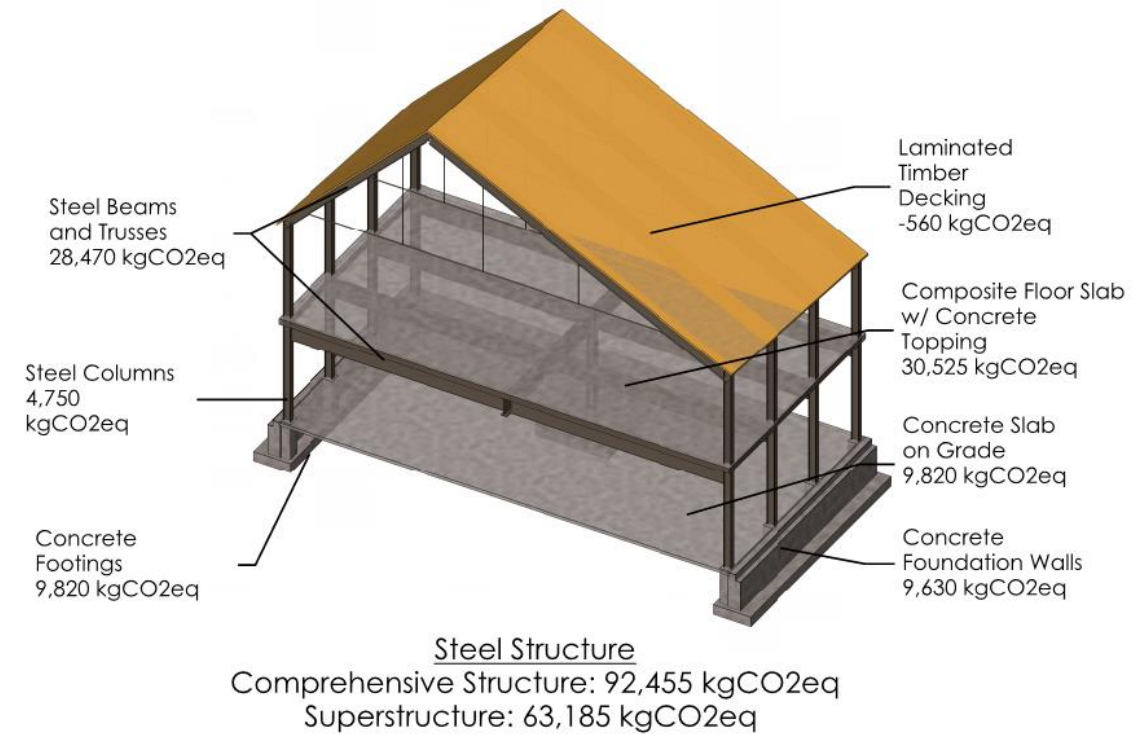 Steel Beams
and Trusses
28,470 kgCO2eq
Steel Columns
4,750
kgCO2eq
Concrete
Footings
9,820 kgCO2eq
Laminated
Timber
Decking
-560 kgCO2eq
Composite Floor Slab
w/ Concrete
Topping
30,525 kgCO2eq
Concrete Slab
on Grade
9,820 kgCO2eq
Concrete
Foundation Walls
9,630 kgCO2eq
Steel Structure
Comprehensive Structure: 92,455 kgCO2eq
Superstructure: 63,185 kgCO2eq